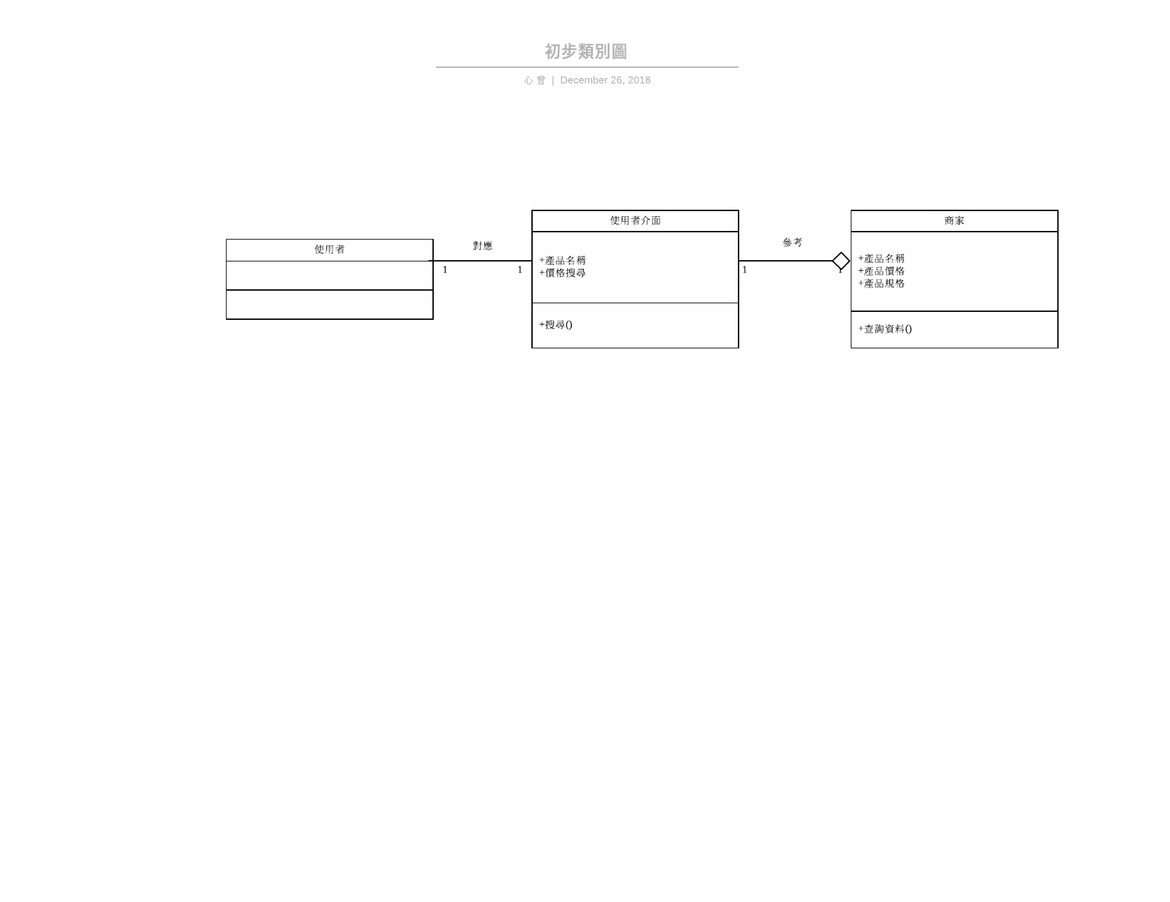 初步類別圖
心 曾 | December 26, 2018
使用者
對應
1
1
使用者介面
+產品名稱
+價格搜尋
+搜尋()
參考
1
商家
+產品名稱
+產品價格
+產品規格
+查詢資料()